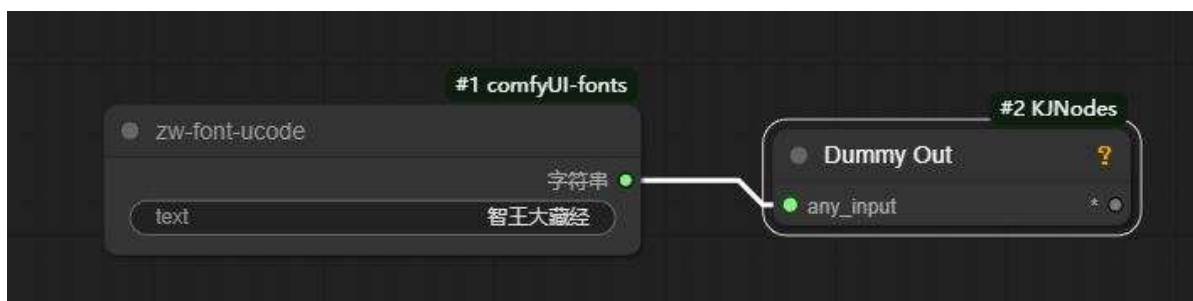 #1 comfyUI-fonts
zw-font-ucode
字符串
text 智王大藏经
#2 KJNodes
Dummy Out ?
any_input *